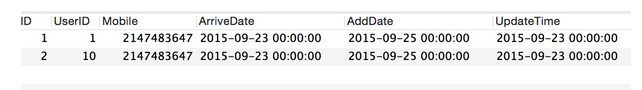 ID UserID Mobile ArriveDate AddDate UpdateTime
1 1 2147483647 2015-09-23 00:00:00 2015-09-25 00:00:00 2015-09-23 00:00:00
2 10 2147483647 2015-09-23 00:00:00 2015-09-25 00:00:00 2015-09-23 00:00:00